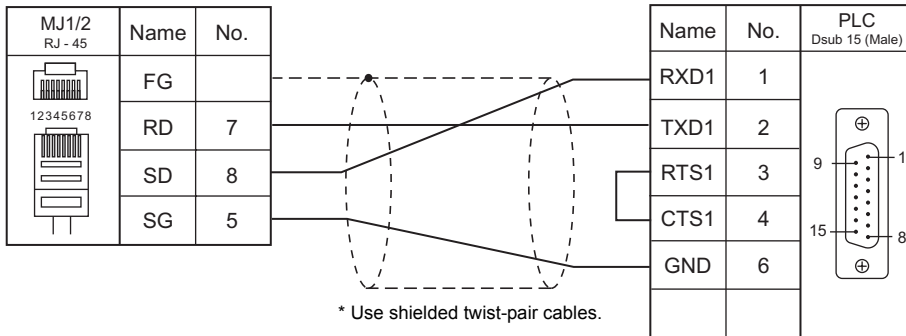 MJ1/2
RJ - 45
Name No.
12345678
FG
RD 7
SD 8
SG 5
Name No.
PLC
Dsub 15 (Male)
RXD1 1
TXD1 2
RTS1 3
CTS1 4
GND 6
9 1
15 8
* Use shielded twist-pair cables.